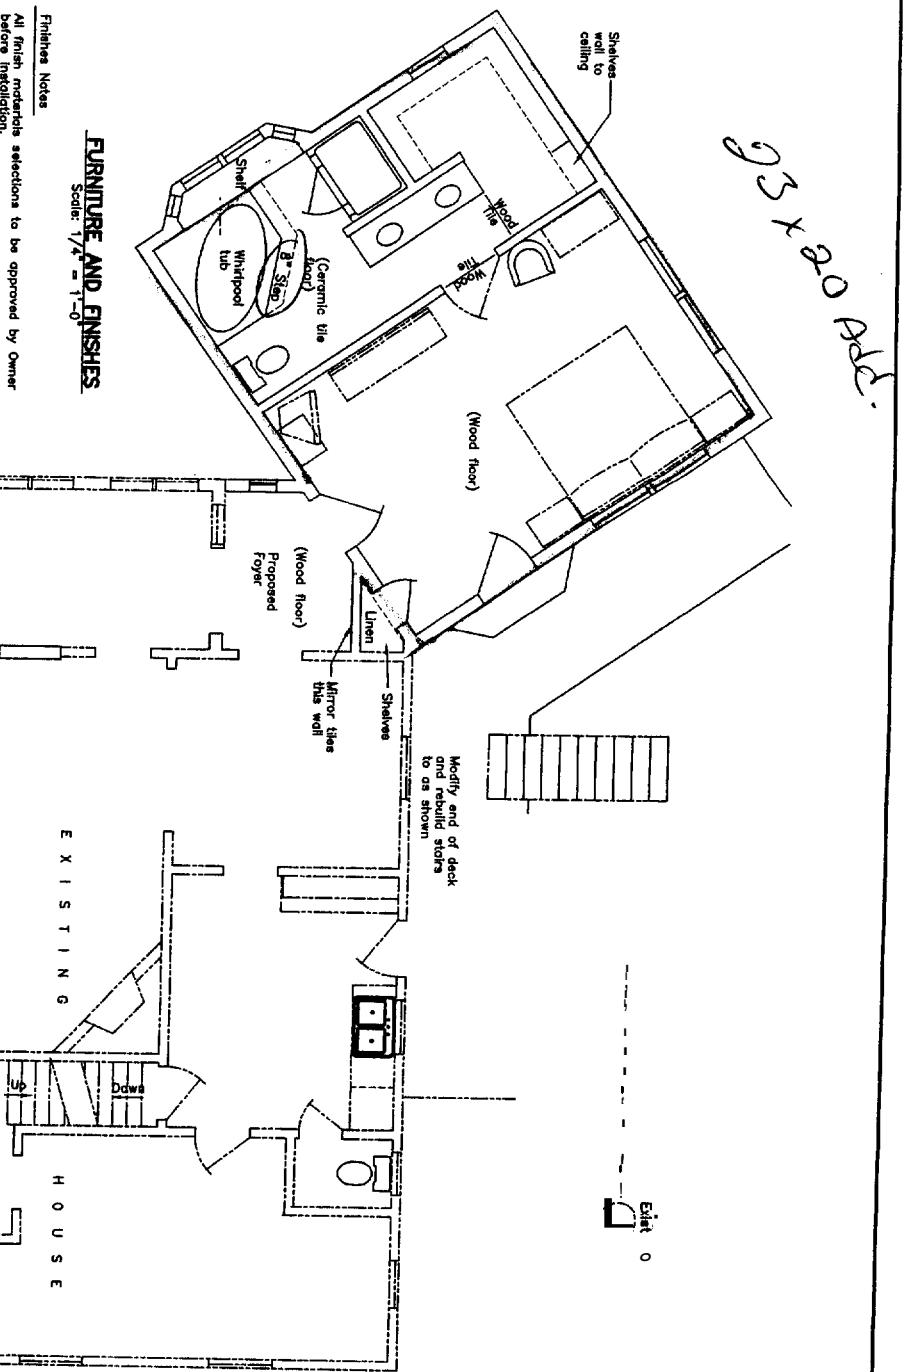 23 x 20 Add.
Shelves
wall to
ceiling
Wood
Tile
Wood
Tile
Shelf
Whirlpool
tub
8" Step
(Ceramic tile
floor)
(Wood floor)
(Wood floor)
Proposed
Foyer
Linen
Shelves
Mirror tiles
this wall
Modify end of deck
and rebuild stairs
to as shown
Exist
O
EXISTING
HOUSE
Up
Down
FURNITURE AND FINISHES
Scale: 1/4" = 1'-0"
Finishes Notes
All finish materials selections to be approved by Owner
before installation.